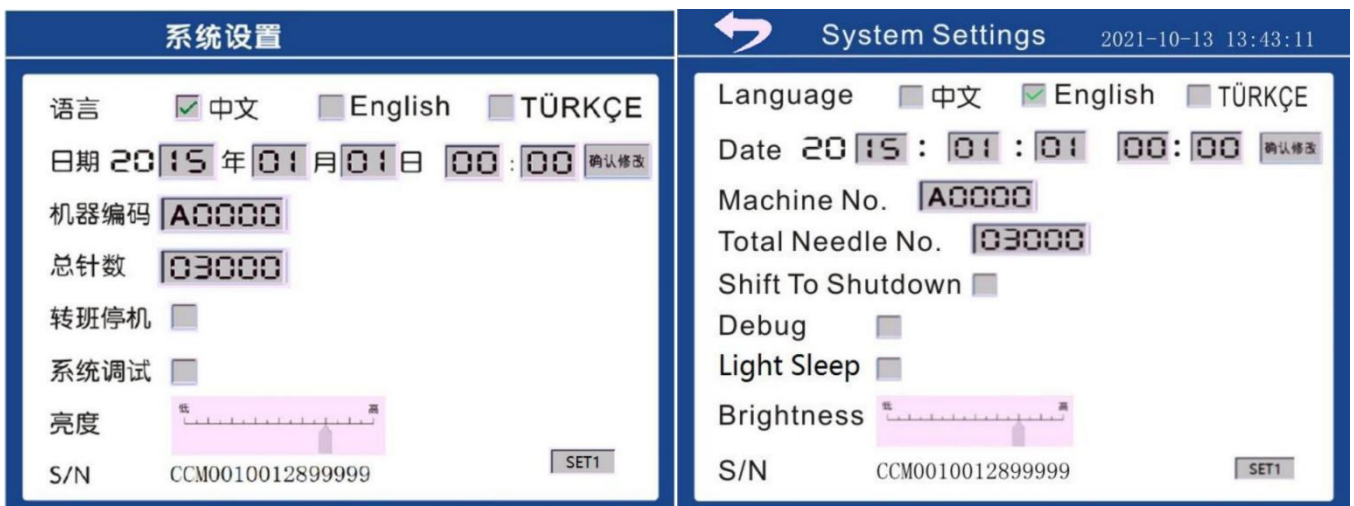 系统设置
语言 中文 English TÜRKÇE
日期 20 15 年 01 月 01 日 00 : 00 确认修改
机器编码 A0000
总针数 03000
转班停机
系统调试
亮度 低 高
S/N CCM0010012899999 SET1
System Settings 2021-10-13 13:43:11
Language 中文 English TÜRKÇE
Date 20 15 : 01 : 01 00 : 00 确认修改
Machine No. A0000
Total Needle No. 03000
Shift To Shutdown
Debug
Light Sleep
Brightness 低 高
S/N CCM0010012899999 SET1